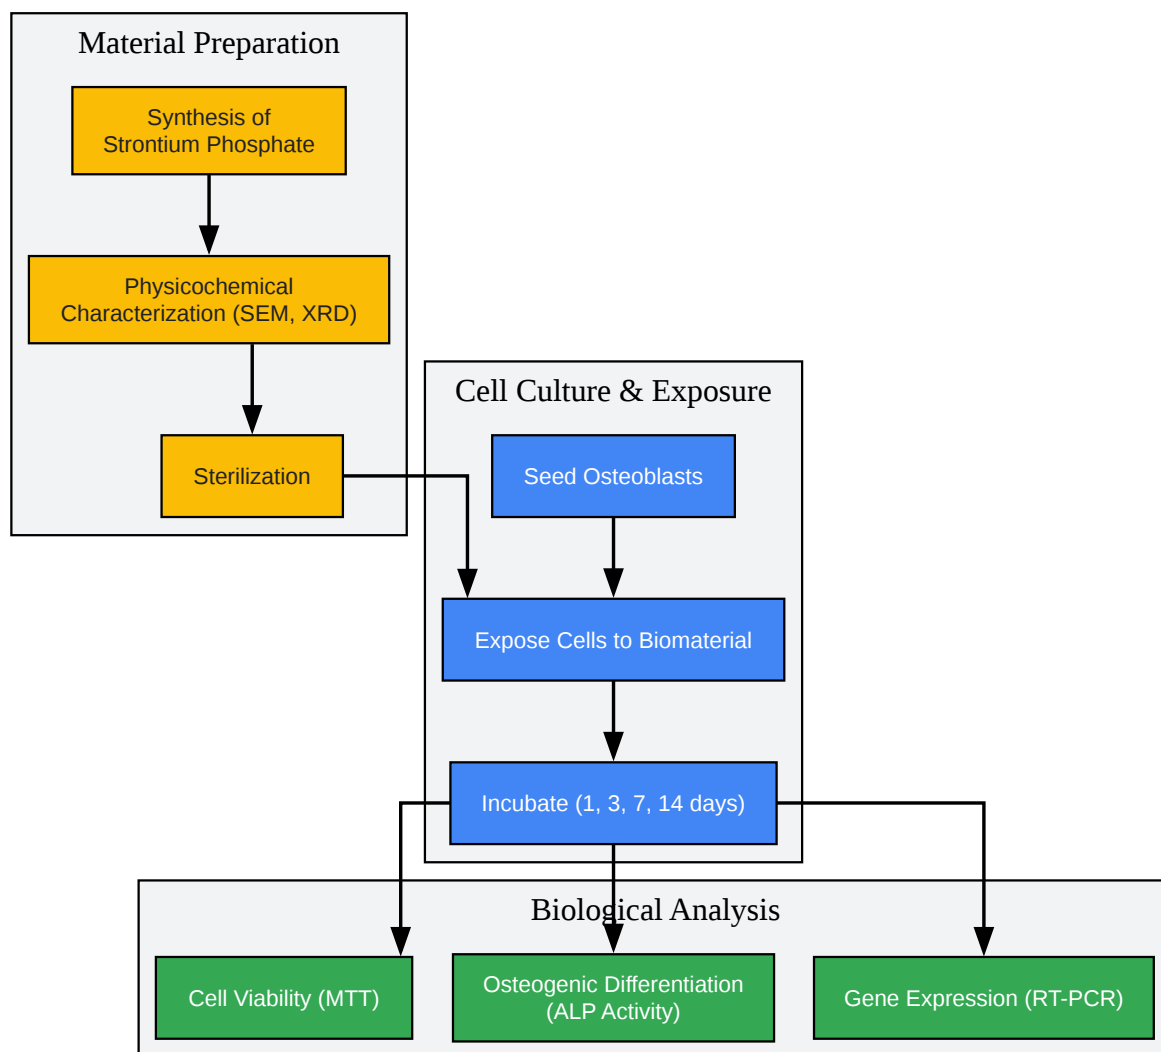 Material Preparation
Synthesis of
Strontium Phosphate
Physicochemical
Characterization (SEM, XRD)
Sterilization
Cell Culture & Exposure
Seed Osteoblasts
Expose Cells to Biomaterial
Incubate (1, 3, 7, 14 days)
Biological Analysis
Cell Viability (MTT)
Osteogenic Differentiation
(ALP Activity)
Gene Expression (RT-PCR)